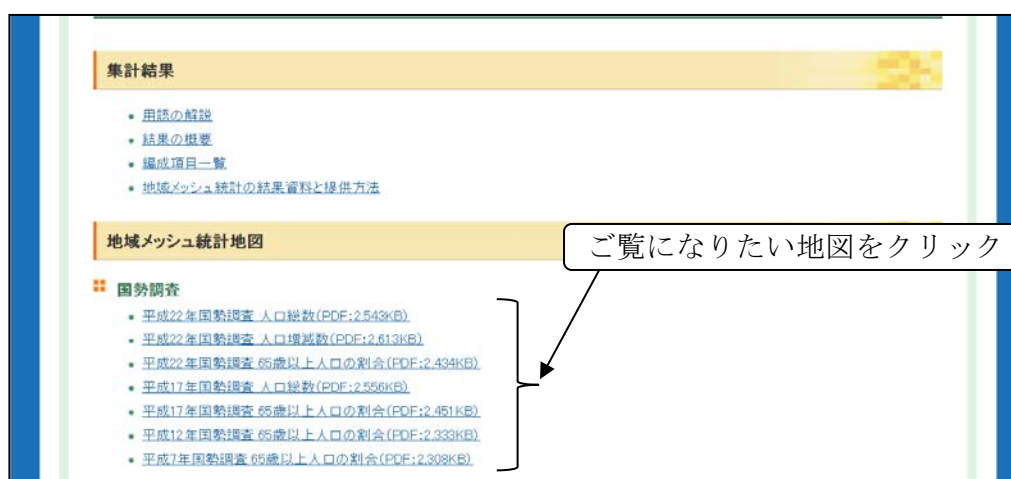 集計結果
用語の解説
結果の概要
編成項目一覧
地域メッシュ統計の結果資料と提供方法
地域メッシュ統計地図
ご覧になりたい地図をクリック
国勢調査
平成22年国勢調査 人口総数(PDF:2,543KB)
平成22年国勢調査 人口増減数(PDF:2,613KB)
平成22年国勢調査 65歳以上人口の割合(PDF:2,434KB)
平成17年国勢調査 人口総数(PDF:2,556KB)
平成17年国勢調査 65歳以上人口の割合(PDF:2,451KB)
平成12年国勢調査 65歳以上人口の割合(PDF:2,333KB)
平成7年国勢調査 65歳以上人口の割合(PDF:2,308KB)